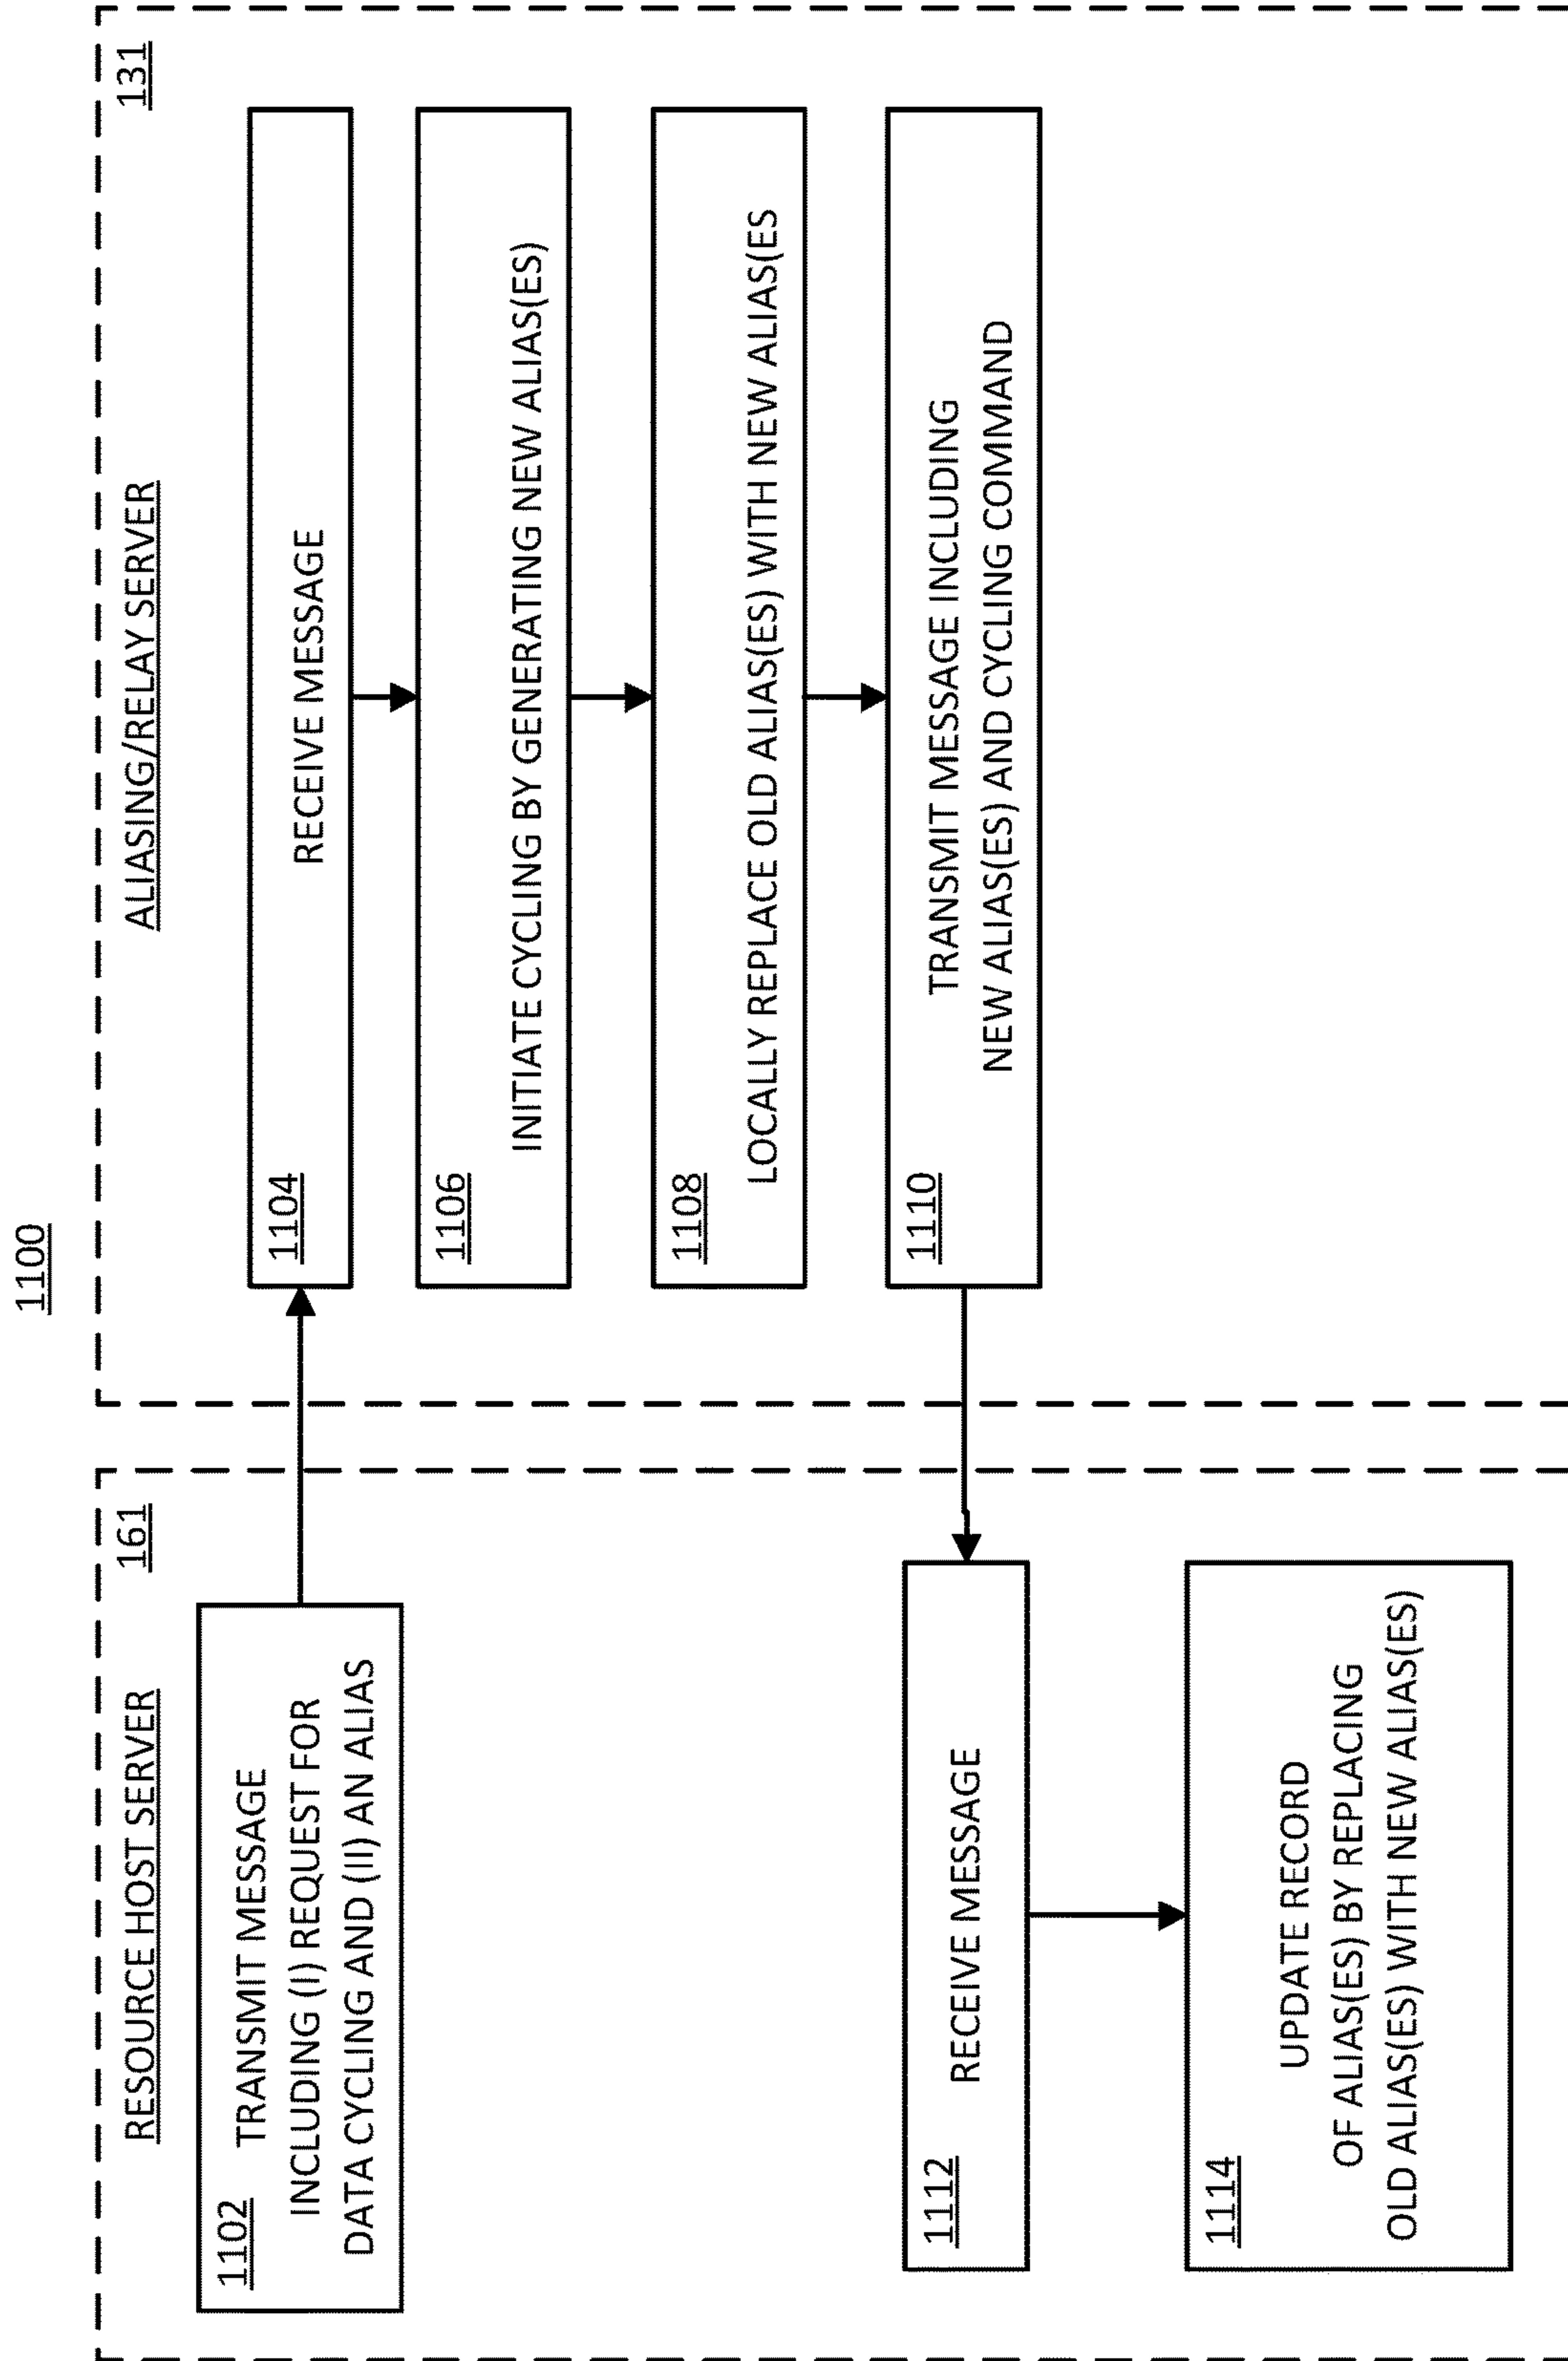 1100
RESOURCE HOST SERVER
161
1102
TRANSMIT MESSAGE
INCLUDING (I) REQUEST FOR
DATA CYCLING AND (II) AN ALIAS
1112
RECEIVE MESSAGE
1114
UPDATE RECORD
OF ALIAS(ES) BY REPLACING
OLD ALIAS(ES) WITH NEW ALIAS(ES)
ALIASING/RELAY SERVER
131
1104
RECEIVE MESSAGE
1106
INITIATE CYCLING BY GENERATING NEW ALIAS(ES)
1108
LOCALLY REPLACE OLD ALIAS(ES) WITH NEW ALIAS(ES
1110
TRANSMIT MESSAGE INCLUDING
NEW ALIAS(ES) AND CYCLING COMMAND